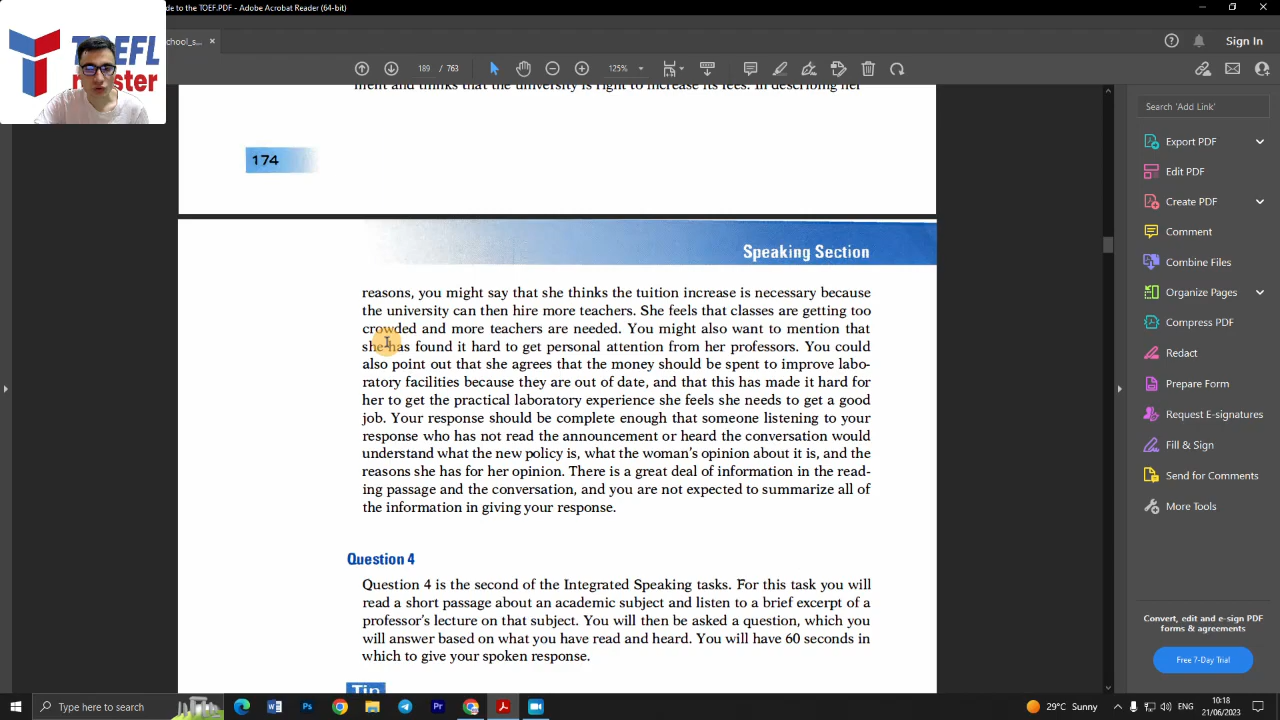 de to the TOEF.PDF - Adobe Acrobat Reader (64-bit)
chool_s...
189 / 763
125%
Sign In
ment and thinks that the university is right to increase its fees. In describing her
174
Speaking Section
reasons, you might say that she thinks the tuition increase is necessary because
the university can then hire more teachers. She feels that classes are getting too
crowded and more teachers are needed. You might also want to mention that
she has found it hard to get personal attention from her professors. You could
also point out that she agrees that the money should be spent to improve labo-
ratory facilities because they are out of date, and that this has made it hard for
her to get the practical laboratory experience she feels she needs to get a good
job. Your response should be complete enough that someone listening to your
response who has not read the announcement or heard the conversation would
understand what the new policy is, what the woman's opinion about it is, and the
reasons she has for her opinion. There is a great deal of information in the read-
ing passage and the conversation, and you are not expected to summarize all of
the information in giving your response.
Question 4
Question 4 is the second of the Integrated Speaking tasks. For this task you will
read a short passage about an academic subject and listen to a brief excerpt of a
professor's lecture on that subject. You will then be asked a question, which you
will answer based on what you have read and heard. You will have 60 seconds in
which to give your spoken response.
Tip
Search 'Add Link'
Export PDF
Edit PDF
Create PDF
Comment
Combine Files
Organize Pages
Compress PDF
Redact
Prepare Form
Request E-signatures
Fill & Sign
Send for Comments
More Tools
Convert, edit and e-sign PDF
forms & agreements
Free 7-Day Trial
Type here to search
29°C Sunny
ENG
10:18
21/06/2023